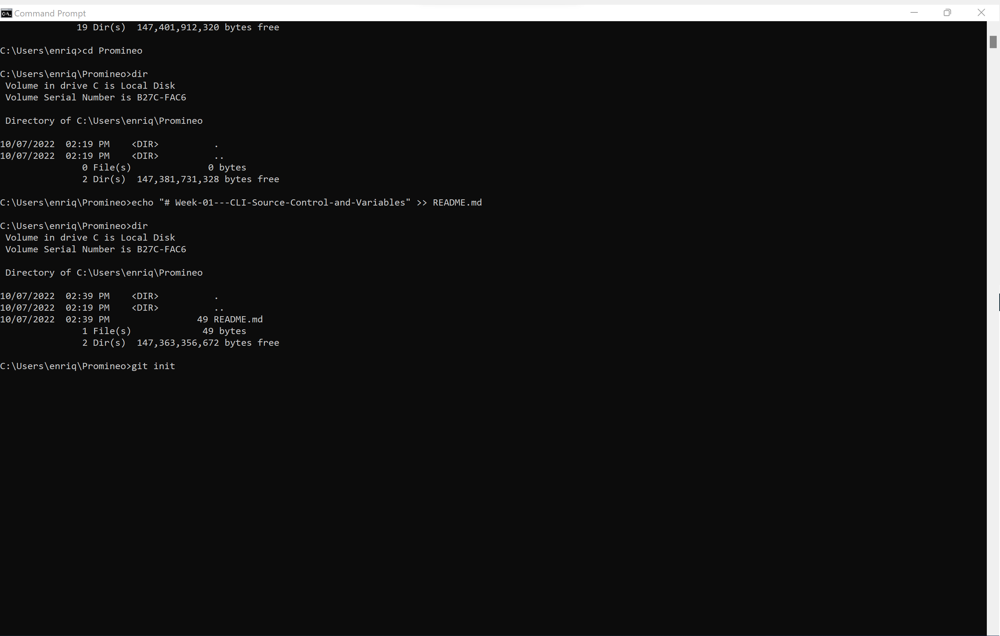 Command Prompt
19 Dir(s)  147,401,912,320 bytes free
C:\Users\enriq>cd Promineo
C:\Users\enriq\Promineo>dir
Volume in drive C is Local Disk
Volume Serial Number is B27C-FAC6
Directory of C:\Users\enriq\Promineo
10/07/2022  02:19 PM    <DIR>          .
10/07/2022  02:19 PM    <DIR>          ..
0 File(s)              0 bytes
2 Dir(s)  147,381,731,328 bytes free
C:\Users\enriq\Promineo>echo "# Week-01---CLI-Source-Control-and-Variables" >> README.md
C:\Users\enriq\Promineo>dir
Volume in drive C is Local Disk
Volume Serial Number is B27C-FAC6
Directory of C:\Users\enriq\Promineo
10/07/2022  02:39 PM    <DIR>          .
10/07/2022  02:19 PM    <DIR>          ..
10/07/2022  02:39 PM                49 README.md
1 File(s)             49 bytes
2 Dir(s)  147,363,356,672 bytes free
C:\Users\enriq\Promineo>git init